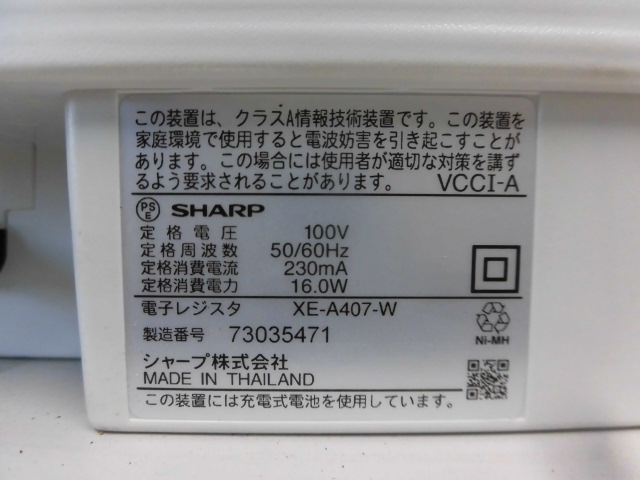 この装置は、クラスA情報技術装置です。この装置を
家庭環境で使用すると電波妨害を引き起こすことが
あります。この場合には使用者が適切な対策を講ず
るよう要求されることがあります。 VCCI-A
PSE SHARP
定格電圧 100V
定格周波数 50/60Hz
定格消費電流 230mA
定格消費電力 16.0W
電子レジスタ XE-A407-W
製造番号 73035471
Ni-MH
シャープ株式会社
MADE IN THAILAND
この装置には充電式電池を使用しています。